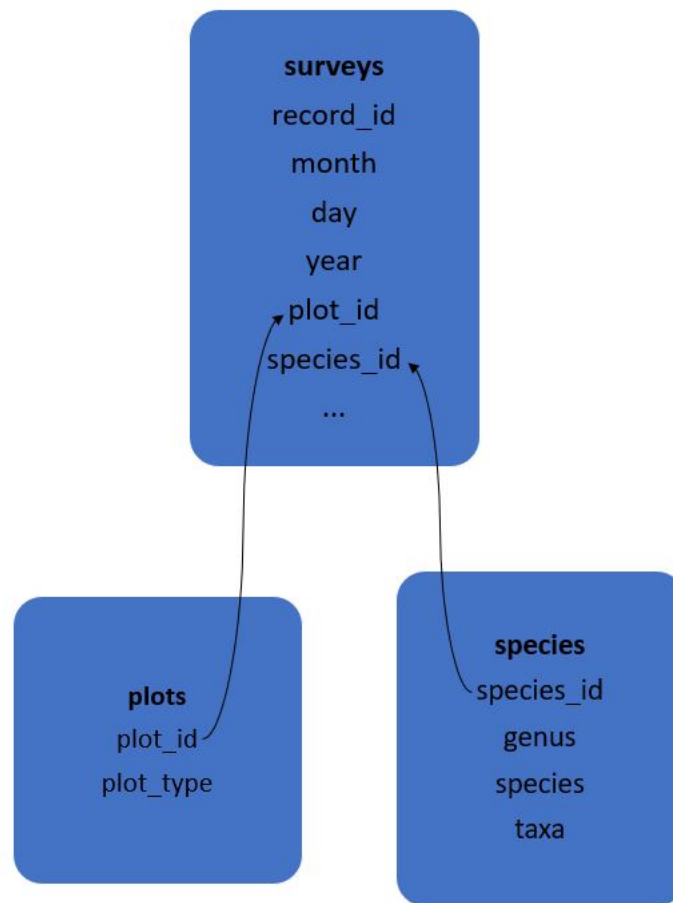 surveys
record_id
month
day
year
plot_id
species_id
...
plots
plot_id
plot_type
species
species_id
genus
species
taxa